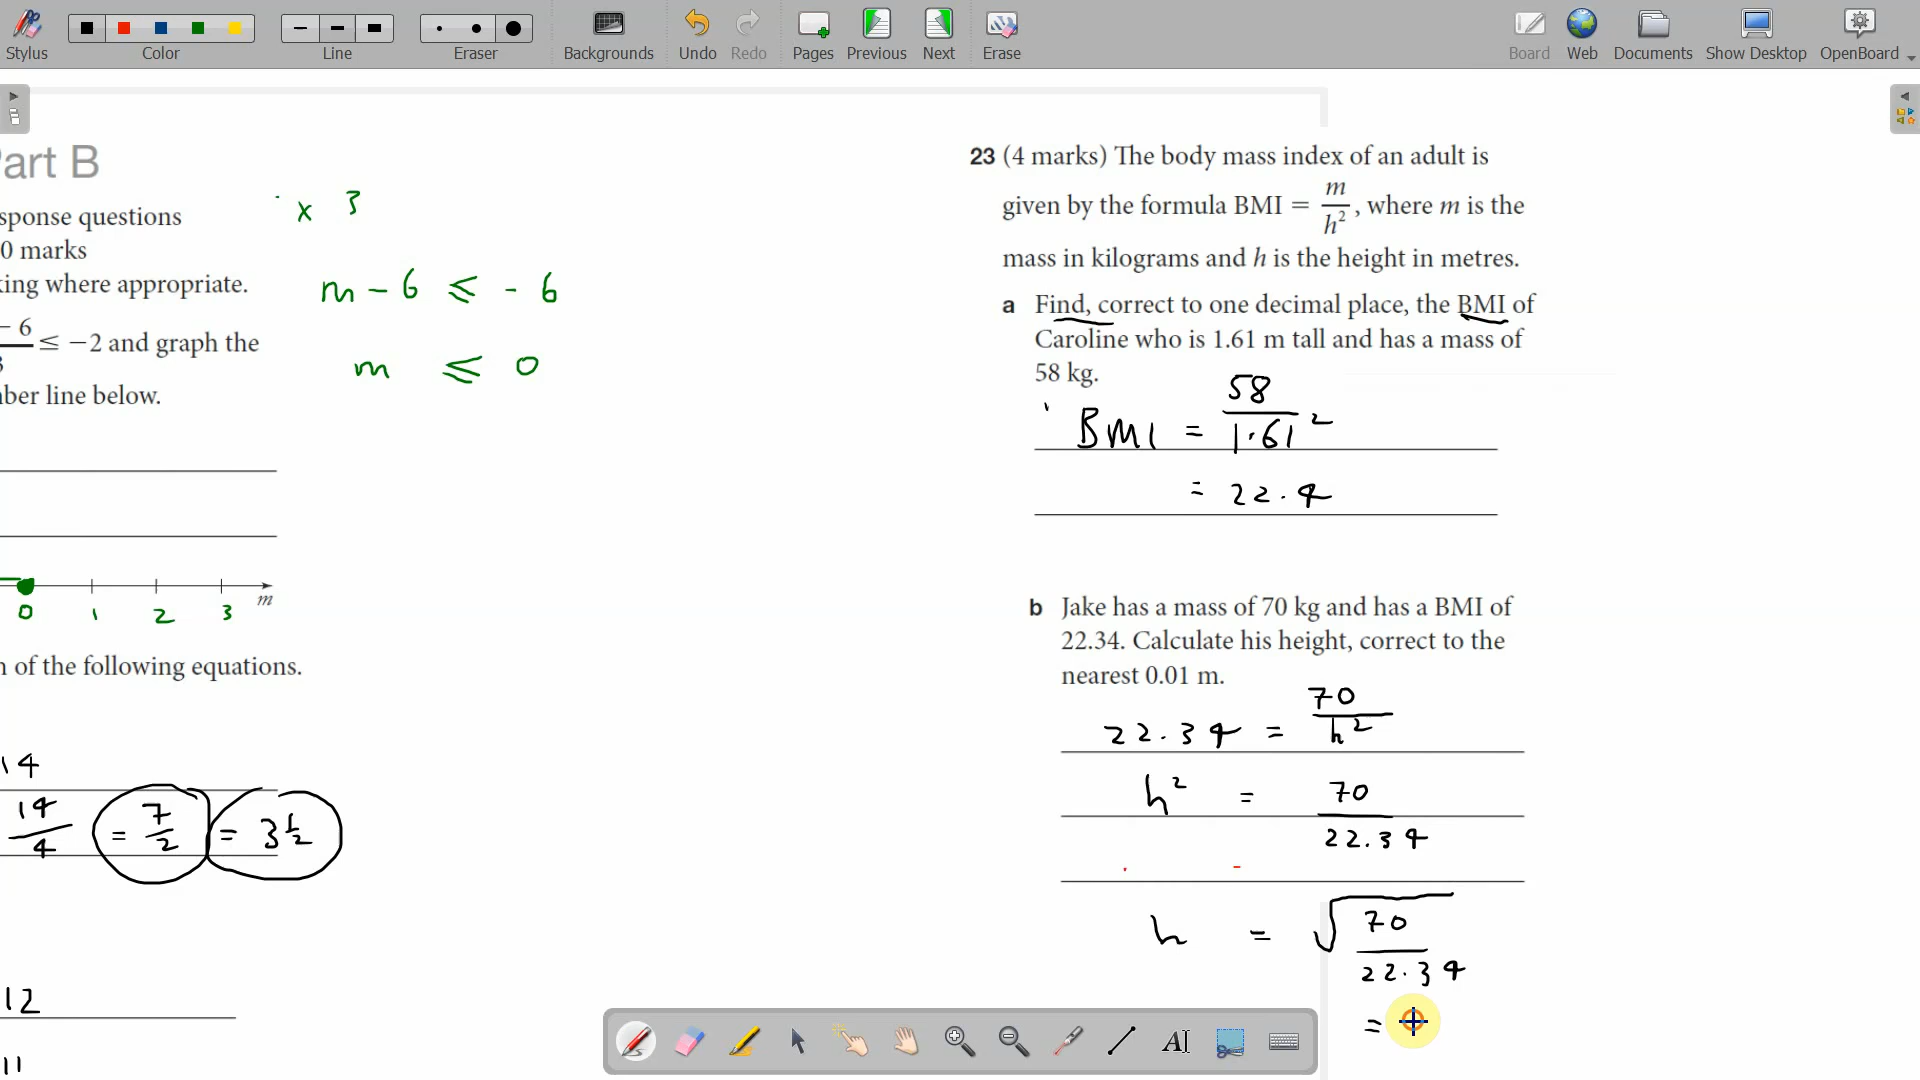 Stylus Color Line Eraser Backgrounds Undo Redo Pages Previous Next Erase Board Web Documents Show Desktop OpenBoard
art B
sponse questions
0 marks
king where appropriate.
- 6
≤ −2 and graph the
ber line below.
0 1 2 3 m
of the following equations.
14
14/4 = 7/2 = 3 1/2
12
11
x 3
m - 6 ≤ - 6
m ≤ 0
23 (4 marks) The body mass index of an adult is
given by the formula BMI = m/h², where m is the
mass in kilograms and h is the height in metres.
a Find, correct to one decimal place, the BMI of
Caroline who is 1.61 m tall and has a mass of
58 kg.
BMI = 58/1.61²
= 22.4
b Jake has a mass of 70 kg and has a BMI of
22.34. Calculate his height, correct to the
nearest 0.01 m.
22.34 = 70/h²
h² = 70/22.34
h = √70/22.34
=